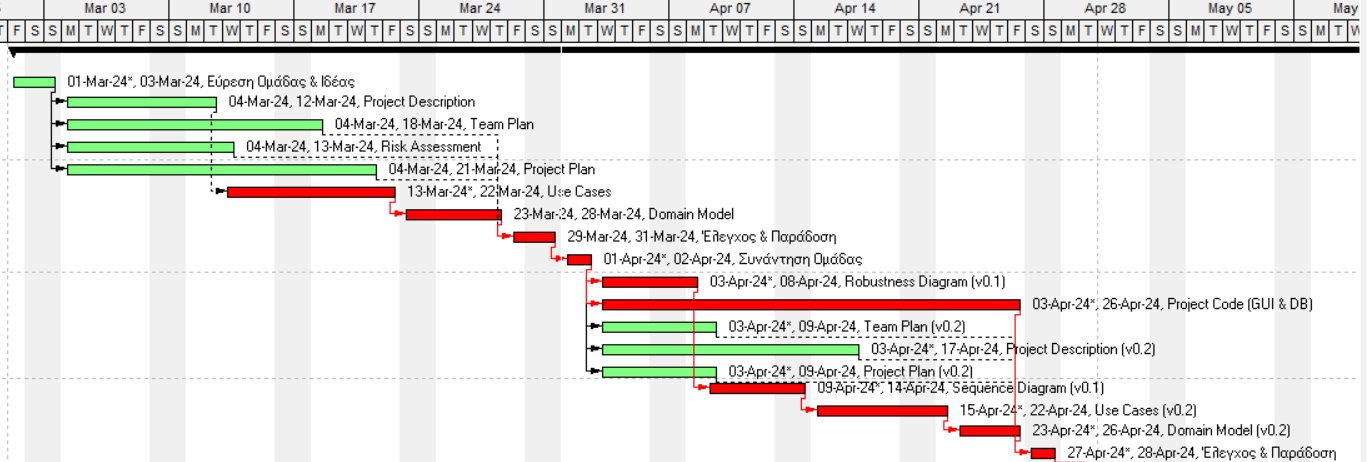 Mar 03 Mar 10 Mar 17 Mar 24 Mar 31 Apr 07 Apr 14 Apr 21 Apr 28 May 05 May
T F S S M T W T F S S M T W T F S S M T W T F S S M T W T F S S M T W T F S S M T W T F S S M T W T F S S M T W T F S S M T W T F S S M T W T F S S M T W
01-Mar-24*, 03-Mar-24, Εύρεση Ομάδας & Ιδέας
04-Mar-24, 12-Mar-24, Project Description
04-Mar-24, 18-Mar-24, Team Plan
04-Mar-24, 13-Mar-24, Risk Assessment
04-Mar-24, 21-Mar-24, Project Plan
13-Mar-24*, 22-Mar-24, Use Cases
23-Mar-24, 28-Mar-24, Domain Model
29-Mar-24, 31-Mar-24, Έλεγχος & Παράδοση
01-Apr-24*, 02-Apr-24, Συνάντηση Ομάδας
03-Apr-24*, 08-Apr-24, Robustness Diagram (v0.1)
03-Apr-24*, 26-Apr-24, Project Code (GUI & DB)
03-Apr-24*, 09-Apr-24, Team Plan (v0.2)
03-Apr-24*, 17-Apr-24, Project Description (v0.2)
03-Apr-24*, 09-Apr-24, Project Plan (v0.2)
09-Apr-24*, 14-Apr-24, Sequence Diagram (v0.1)
15-Apr-24*, 22-Apr-24, Use Cases (v0.2)
23-Apr-24*, 26-Apr-24, Domain Model (v0.2)
27-Apr-24*, 28-Apr-24, Έλεγχος & Παράδοση